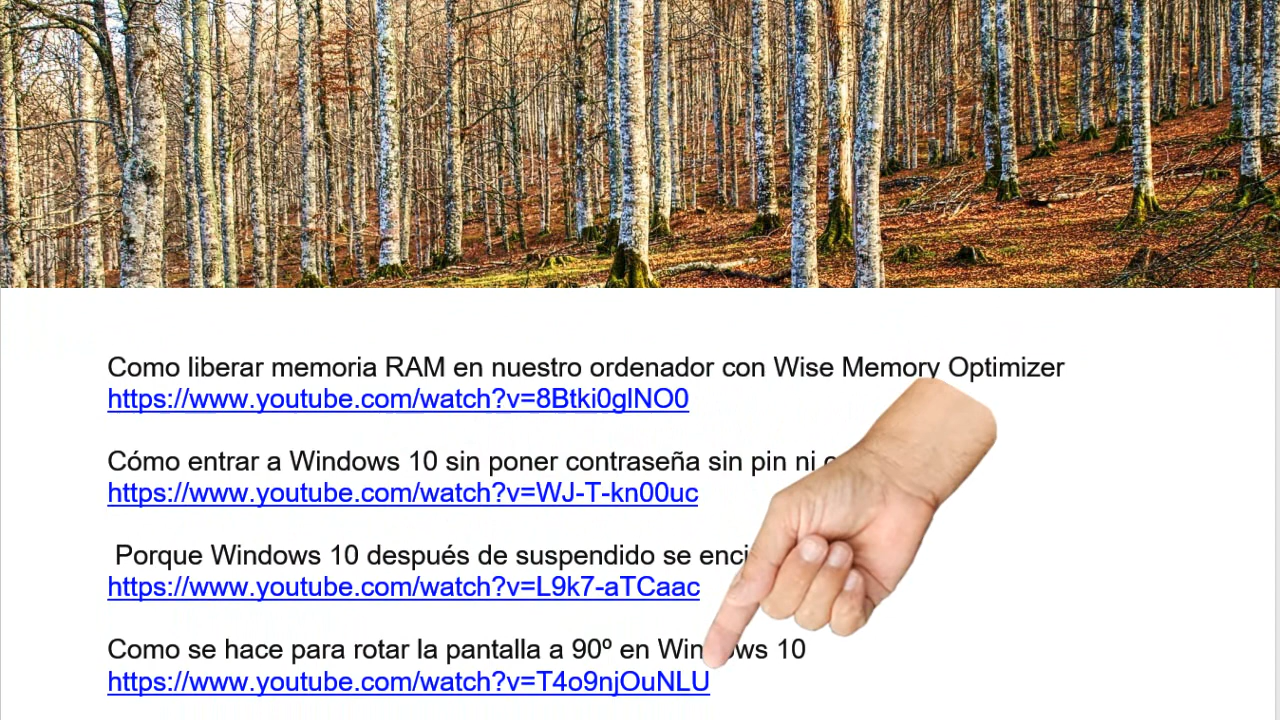 Como liberar memoria RAM en nuestro ordenador con Wise Memory Optimizer
https://www.youtube.com/watch?v=8Btki0glNO0
Cómo entrar a Windows 10 sin poner contraseña sin pin ni
https://www.youtube.com/watch?v=WJ-T-kn00uc
Porque Windows 10 después de suspendido se
https://www.youtube.com/watch?v=L9k7-aTCaac
Como se hace para rotar la pantalla a 90º en Windows 10
https://www.youtube.com/watch?v=T4o9njOuNLU